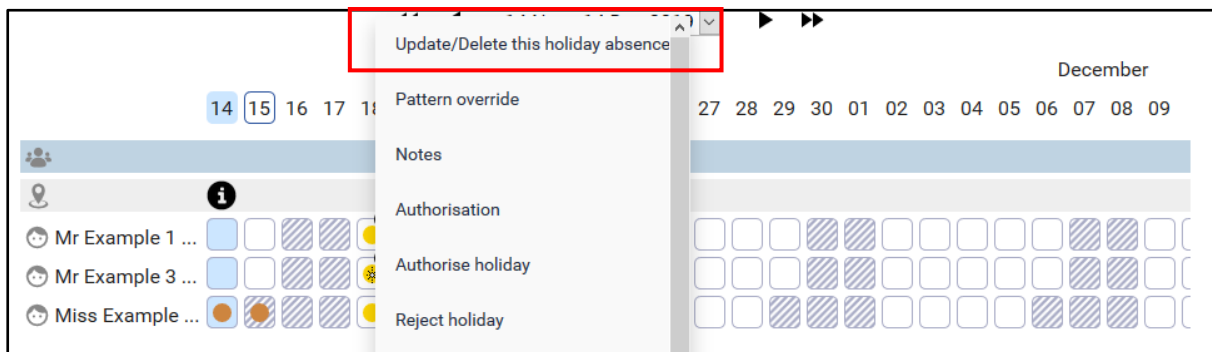 Update/Delete this holiday absence
December
14 15 16 17 27 28 29 30 01 02 03 04 05 06 07 08 09
Pattern override
Notes
Authorisation
i
Mr Example 1 ...
Authorise holiday
Mr Example 3 ...
Miss Example ...
Reject holiday